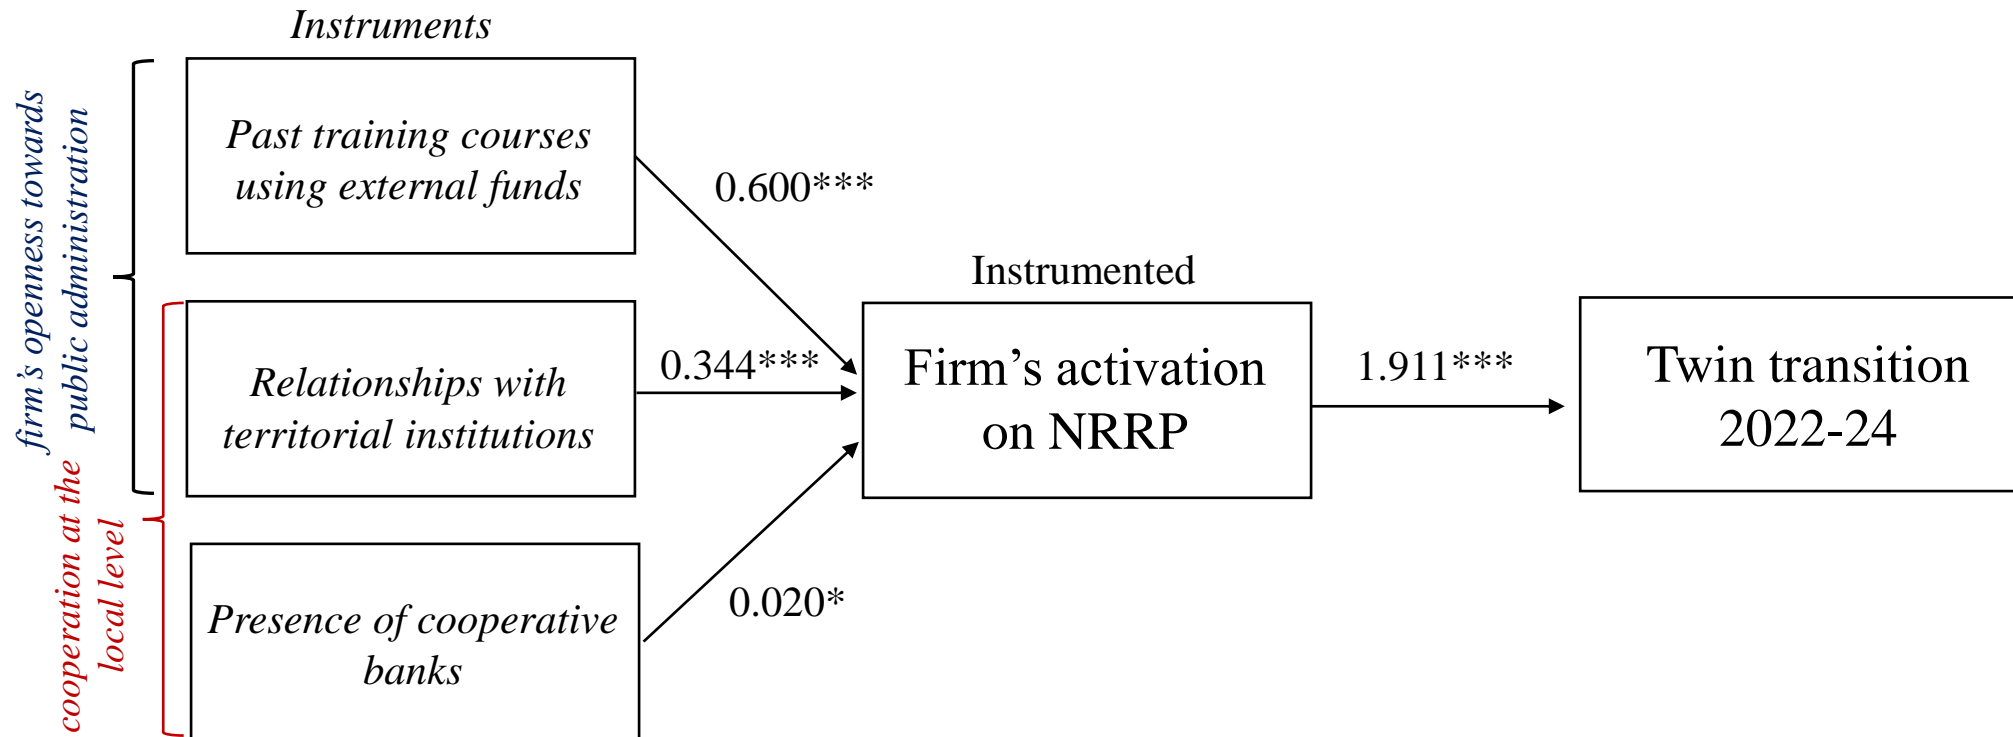 Instruments
firm's openness towards
public administration
Past training courses
using external funds
0.600***
Instrumented
cooperation at the
local level
Relationships with
territorial institutions
0.344***
Firm's activation
on NRRP
1.911***
Twin transition
2022-24
Presence of cooperative
banks
0.020*